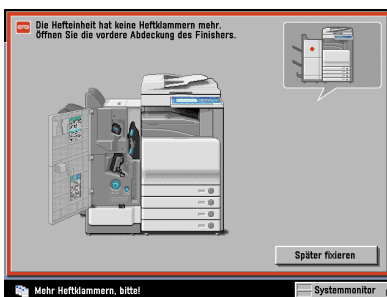 Die Hefteinheit hat keine Heftklammern mehr.
Öffnen Sie die vordere Abdeckung des Finishers.
Später fixieren
Mehr Heftklammern, bitte!
Systemmonitor